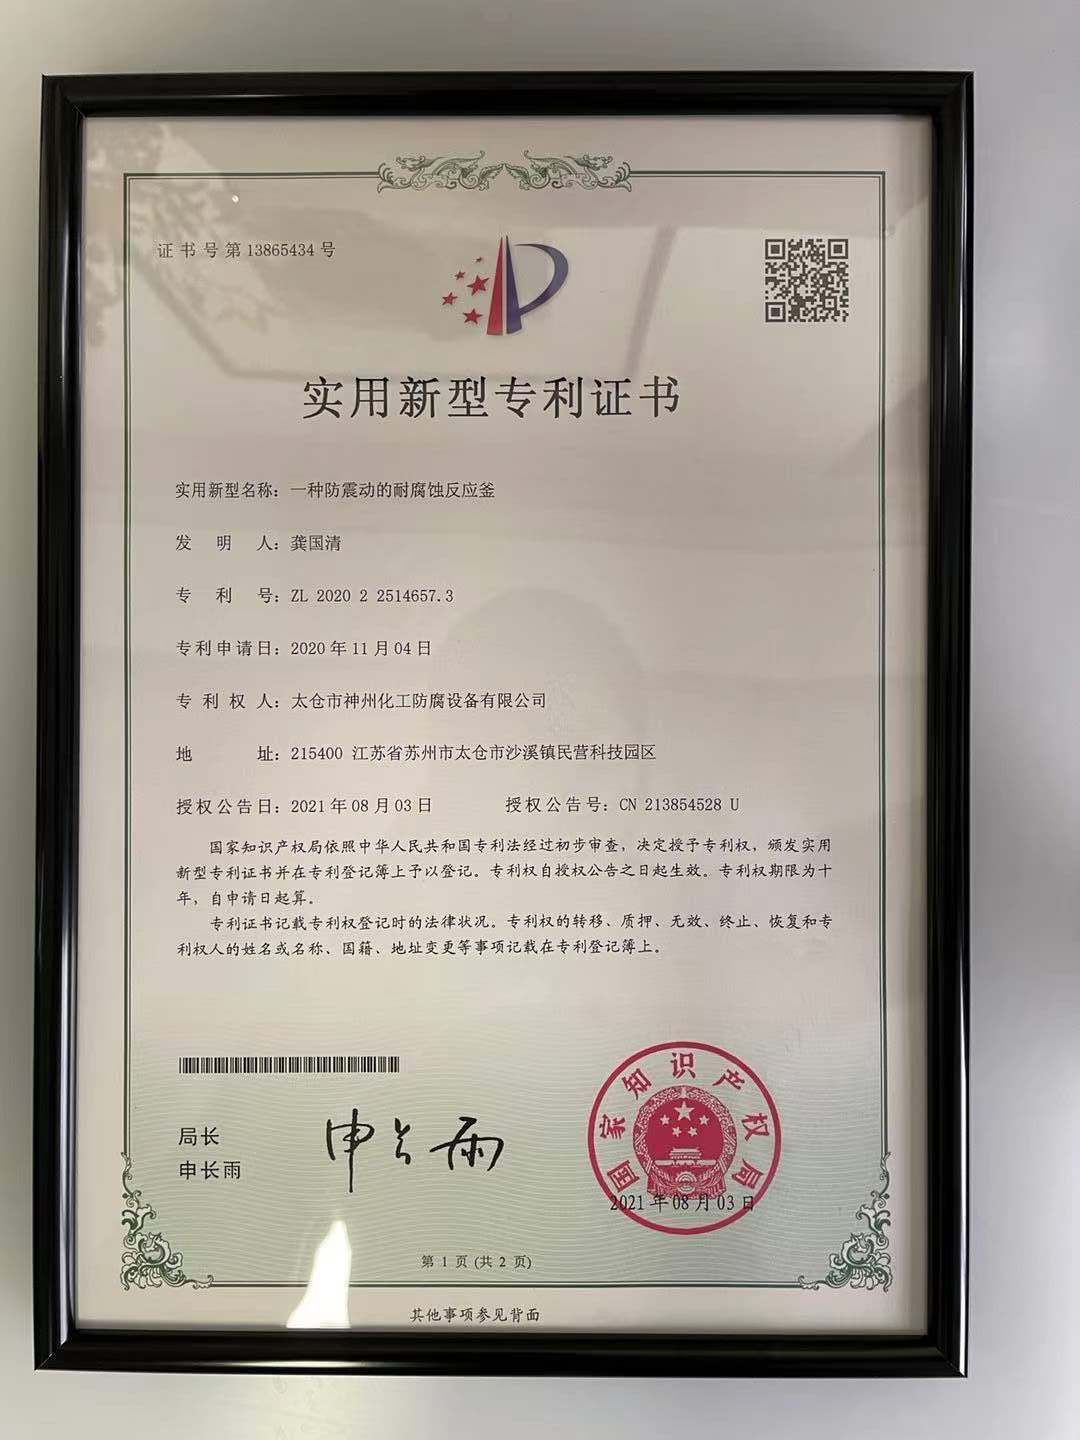 证书号第13865434号
实用新型专利证书
实用新型名称：一种防震动的耐腐蚀反应釜
发明人：龚国清
专利号：ZL 2020 2 2514657.3
专利申请日：2020年11月04日
专利权人：太仓市神州化工防腐设备有限公司
地址：215400 江苏省苏州市太仓市沙溪镇民营科技园区
授权公告日：2021年08月03日 授权公告号：CN 213854528 U
国家知识产权局依照中华人民共和国专利法经过初步审查，决定授予专利权，颁发实用
新型专利证书并在专利登记簿上予以登记。专利权自授权公告之日起生效。专利权期限为十
年，自申请日起算。
专利证书记载专利权登记时的法律状况。专利权的转移、质押、无效、终止、恢复和专
利权人的姓名或名称、国籍、地址变更等事项记载在专利登记簿上。
局长
申长雨
申长雨
国家知识产权局
2021年08月03日
第 1 页 (共 2 页)
其他事项参见背面